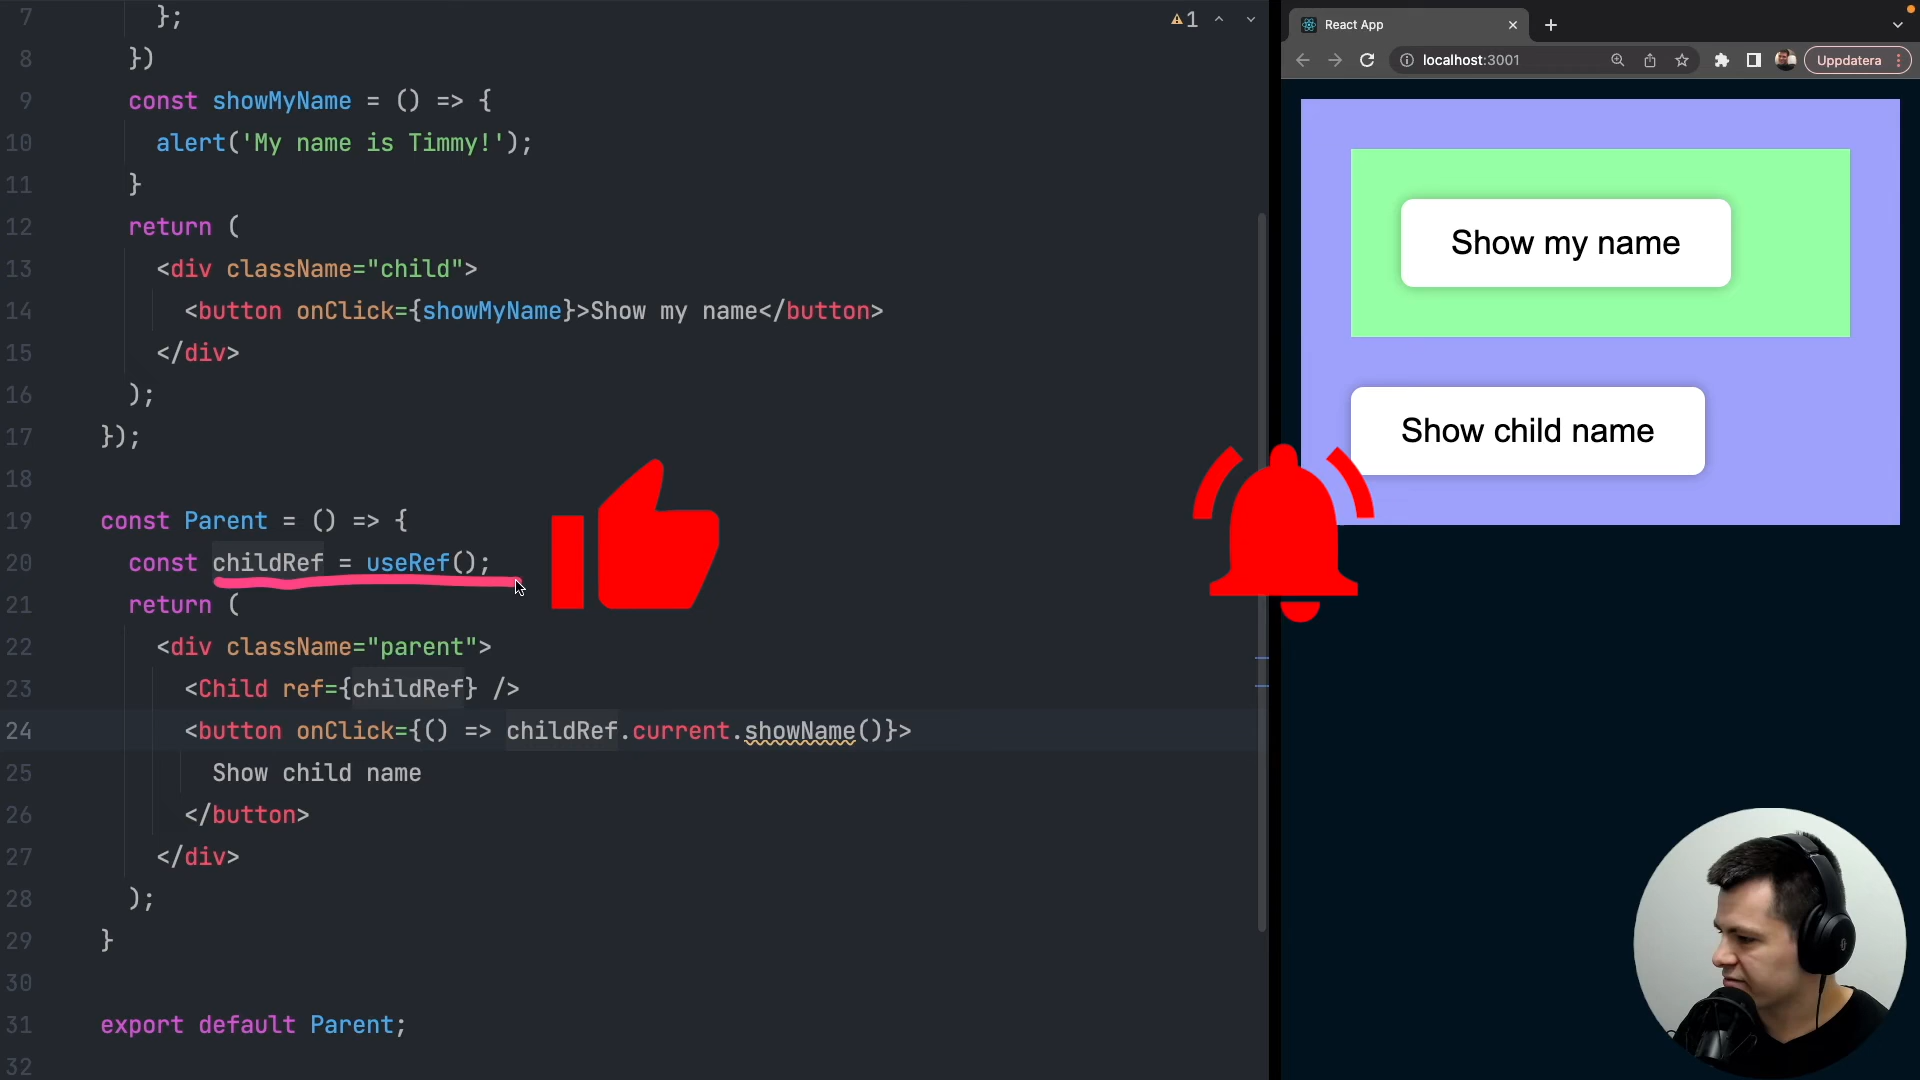 7 };
8 })
9 const showMyName = () => {
10 alert('My name is Timmy!');
11 }
12 return (
13 <div className="child">
14 <button onClick={showMyName}>Show my name</button>
15 </div>
16 );
17 });
18
19 const Parent = () => {
20 const childRef = useRef();
21 return (
22 <div className="parent">
23 <Child ref={childRef} />
24 <button onClick={() => childRef.current.showName()}>
25 Show child name
26 </button>
27 </div>
28 );
29 }
30
31 export default Parent;
32
1
React App
localhost:3001
Uppdatera
Show my name
Show child name